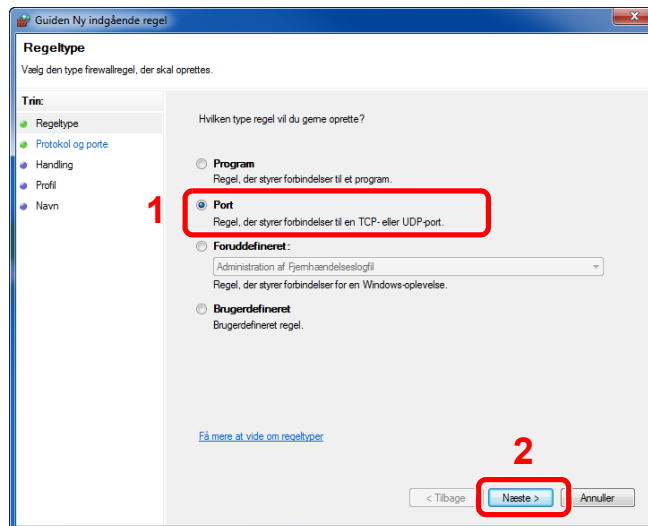 Guiden Ny indgående regel
Regeltype
Vælg den type firewallregel, der skal oprettes.
Trin:
Regeltype
Protokol og porte
Handling
Profil
Navn
Hvilken type regel vil du gerne oprette?
Program
Regel, der styrer forbindelser til et program.
1
Port
Regel, der styrer forbindelser til en TCP- eller UDP-port.
Foruddefineret:
Administration af Fjernhændelseslogfil
Regel, der styrer forbindelser for en Windows-oplevelse.
Brugerdefineret
Brugerdefineret regel.
Få mere at vide om regeltyper
2
< Tilbage
Næste >
Annuller